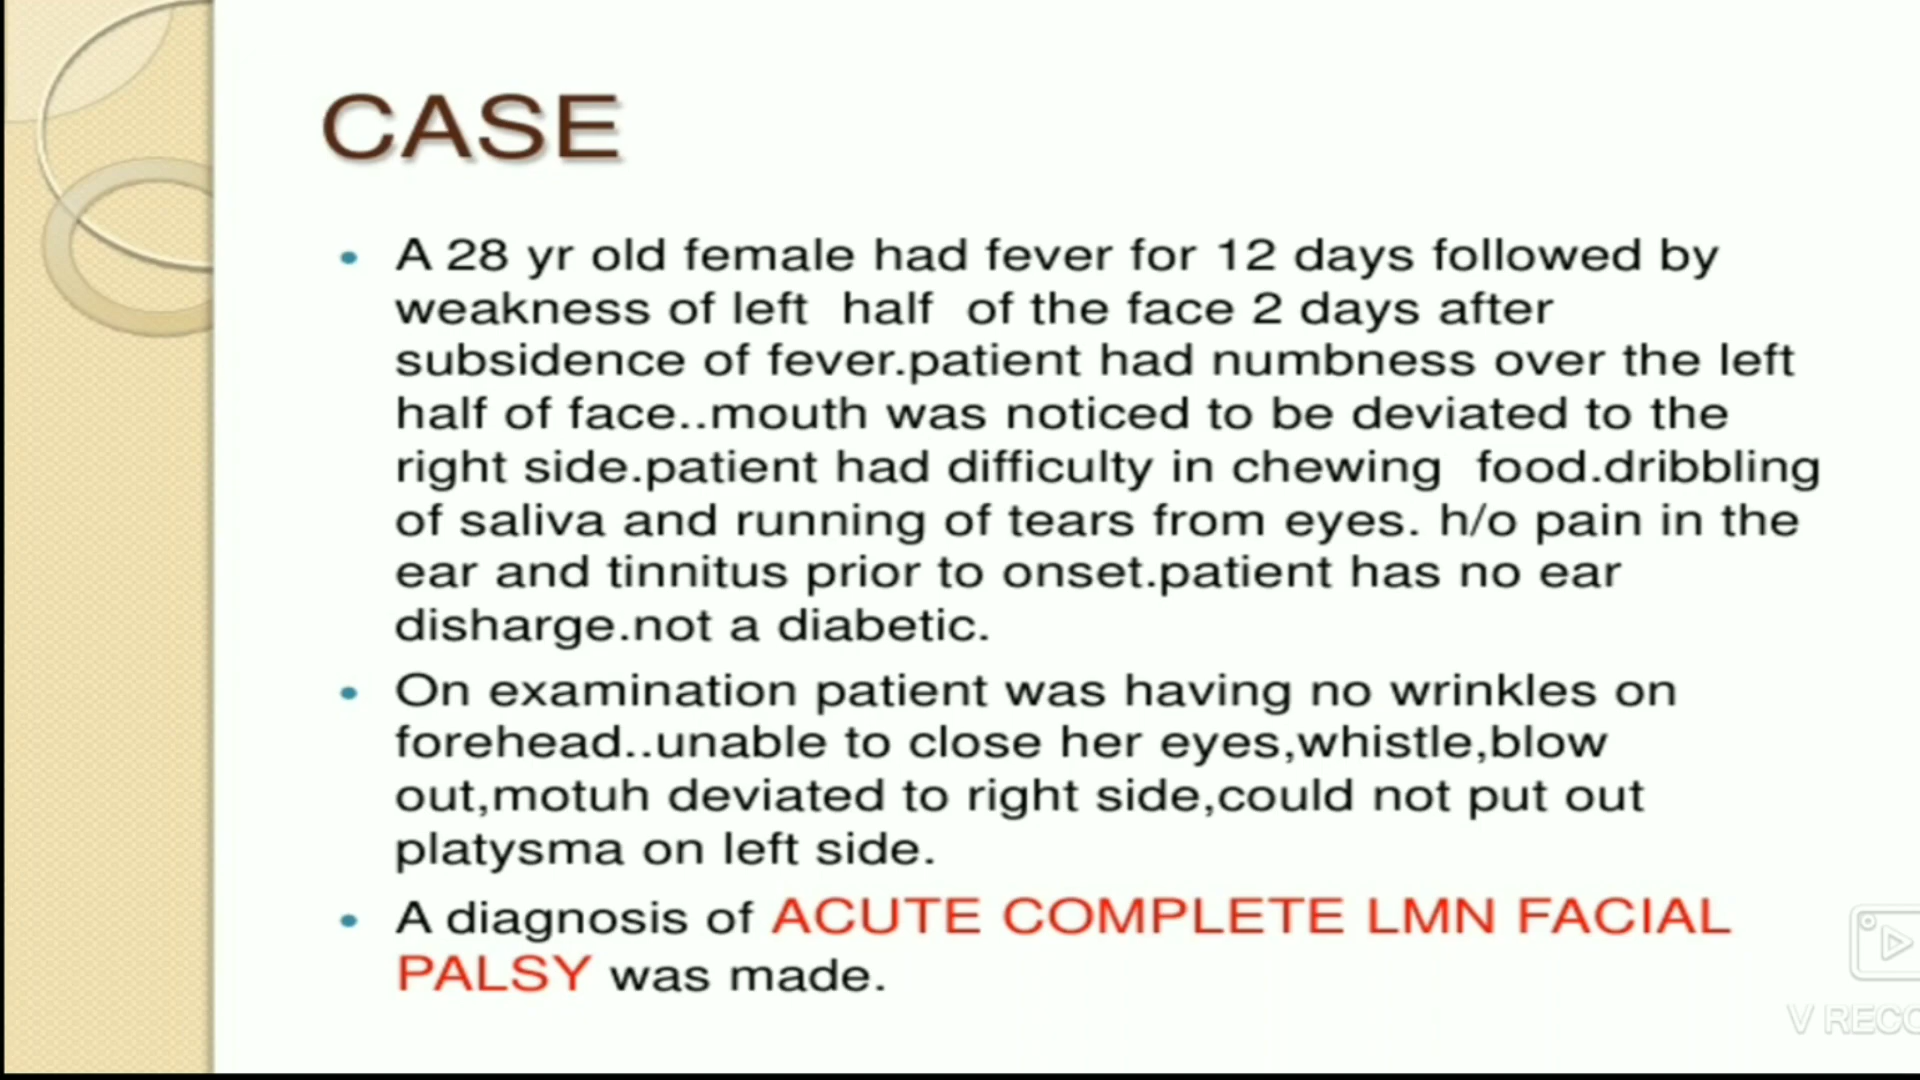 CASE
• A 28 yr old female had fever for 12 days followed by
weakness of left half of the face 2 days after
subsidence of fever.patient had numbness over the left
half of face..mouth was noticed to be deviated to the
right side.patient had difficulty in chewing food.dribbling
of saliva and running of tears from eyes. h/o pain in the
ear and tinnitus prior to onset.patient has no ear
disharge.not a diabetic.
• On examination patient was having no wrinkles on
forehead..unable to close her eyes,whistle,blow
out,motuh deviated to right side,could not put out
platysma on left side.
• A diagnosis of ACUTE COMPLETE LMN FACIAL
PALSY was made.
V RECO